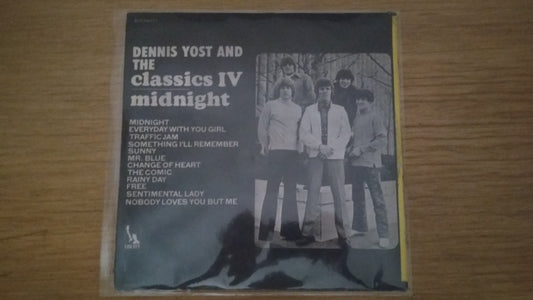 DENNIS YOST AND
THE
classics IV
midnight
MIDNIGHT
EVERYDAY WITH YOU GIRL
TRAFFIC JAM
SOMETHING I'LL REMEMBER
SUNNY
MR. BLUE
CHANGE OF HEART
THE COMIC
RAINY DAY
FREE
SENTIMENTAL LADY
NOBODY LOVES YOU BUT ME
LIBERTY